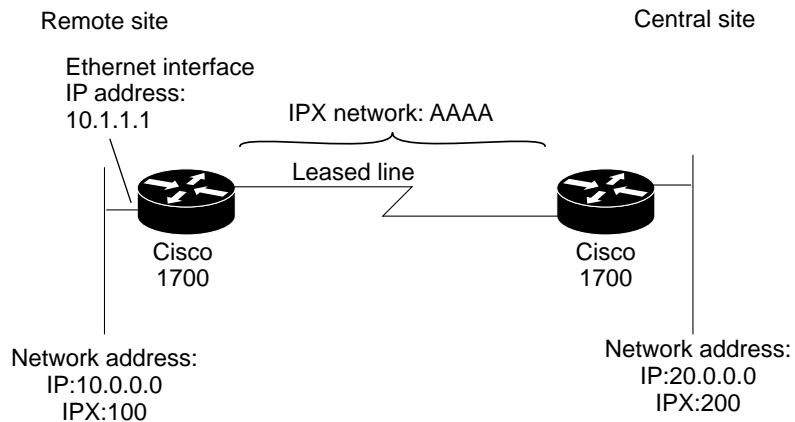 Remote site
Central site
Ethernet interface
IP address:
10.1.1.1
IPX network: AAAA
Leased line
Cisco
1700
Cisco
1700
Network address:
IP:10.0.0.0
IPX:100
Network address:
IP:20.0.0.0
IPX:200